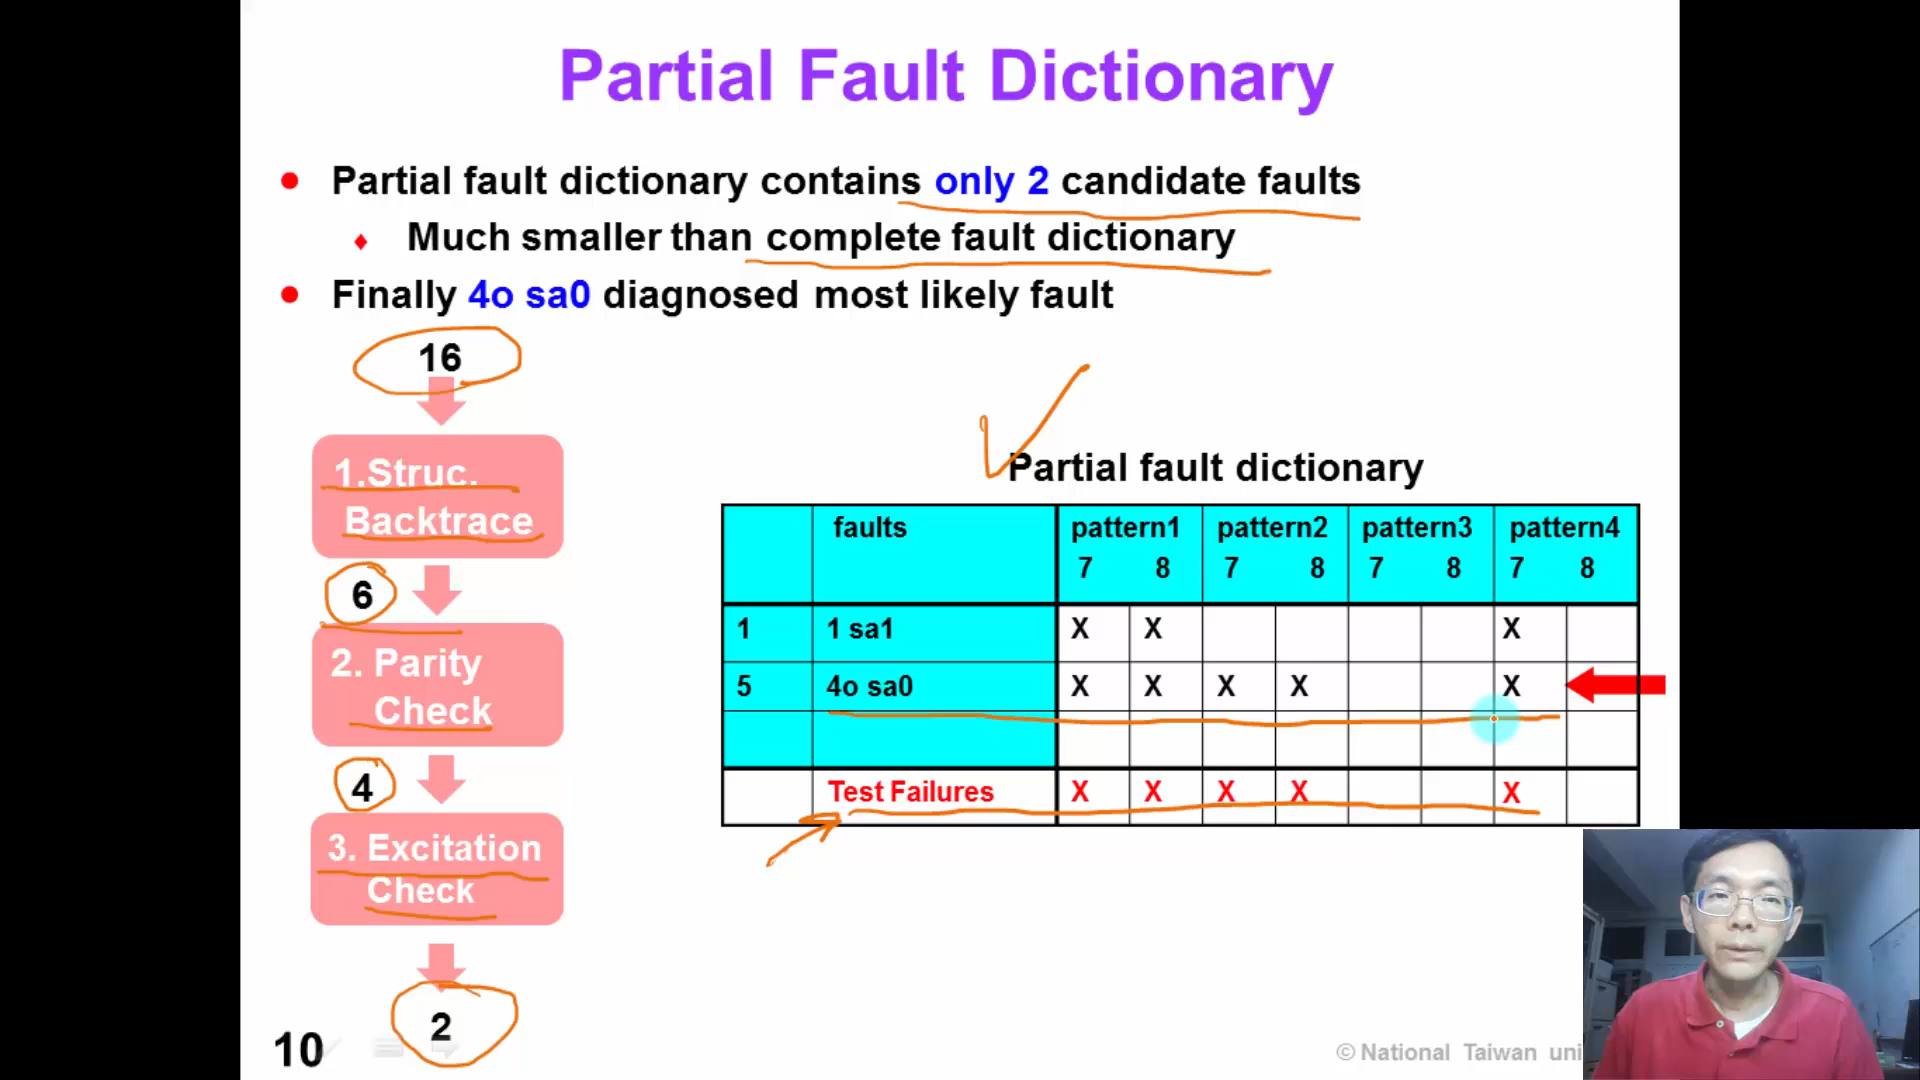 Partial Fault Dictionary
Partial fault dictionary contains only 2 candidate faults
Much smaller than complete fault dictionary
Finally 4o sa0 diagnosed most likely fault
16
1.Struc.
Backtrace
6
2. Parity
Check
4
3. Excitation
Check
2
Partial fault dictionary
faults pattern1 pattern2 pattern3 pattern4
7 8 7 8 7 8 7 8
1 1 sa1 X X X
5 4o sa0 X X X X X
Test Failures X X X X X
10
© National Taiwan uni